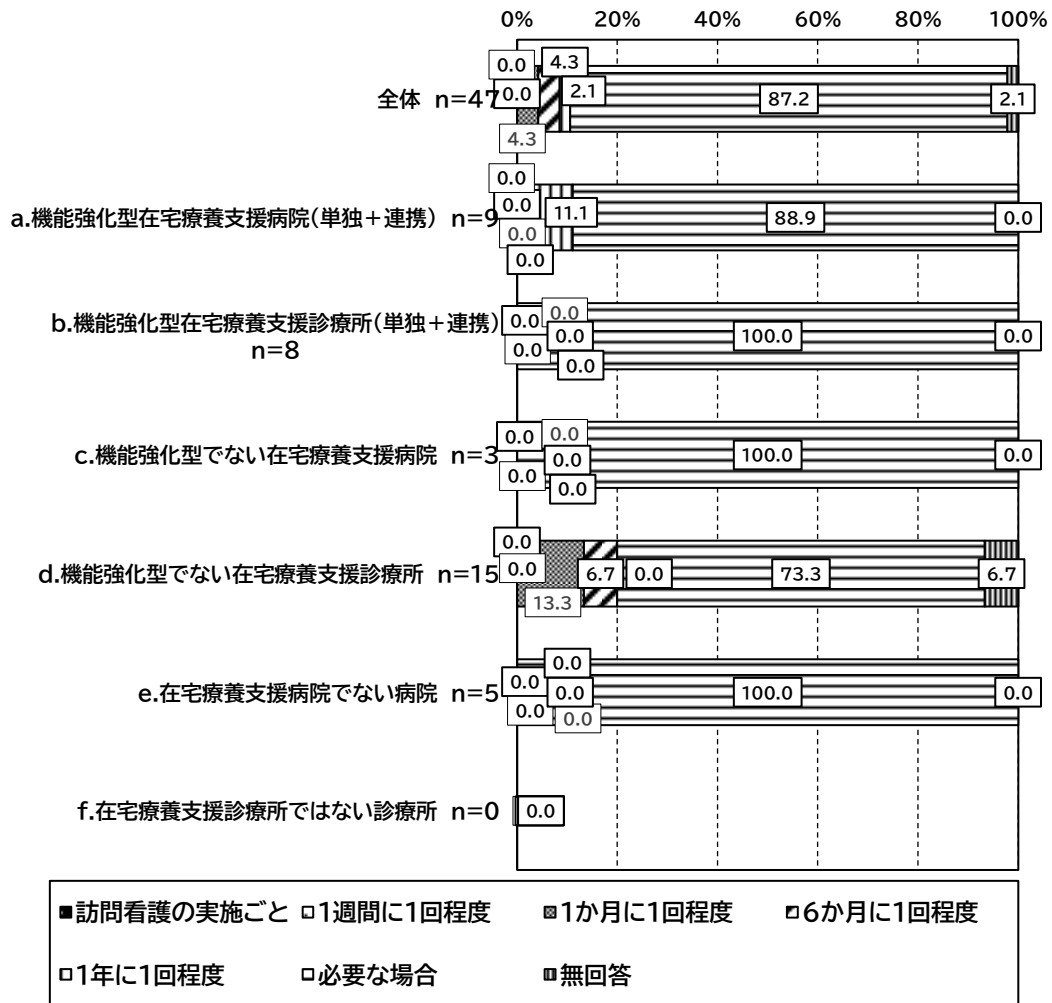 0% 20% 40% 60% 80% 100%
0.0 4.3
全体 n=47 0.0 2.1 87.2 2.1
4.3
0.0
0.0
a.機能強化型在宅療養支援病院(単独+連携) n=9 11.1 88.9 0.0
0.0
0.0
0.0
b.機能強化型在宅療養支援診療所(単独+連携) 0.0
0.0 100.0 0.0
n=8 0.0
0.0
0.0 0.0
c.機能強化型でない在宅療養支援病院 n=3 0.0 100.0 0.0
0.0
0.0
0.0
d.機能強化型でない在宅療養支援診療所 n=15 0.0 6.7 0.0 73.3 6.7
13.3
0.0
0.0
e.在宅療養支援病院でない病院 n=5 0.0 100.0 0.0
0.0 0.0
f.在宅療養支援診療所ではない診療所 n=0 0.0
訪問看護の実施ごと 1週間に1回程度 1か月に1回程度 6か月に1回程度
1年に1回程度 必要な場合 無回答